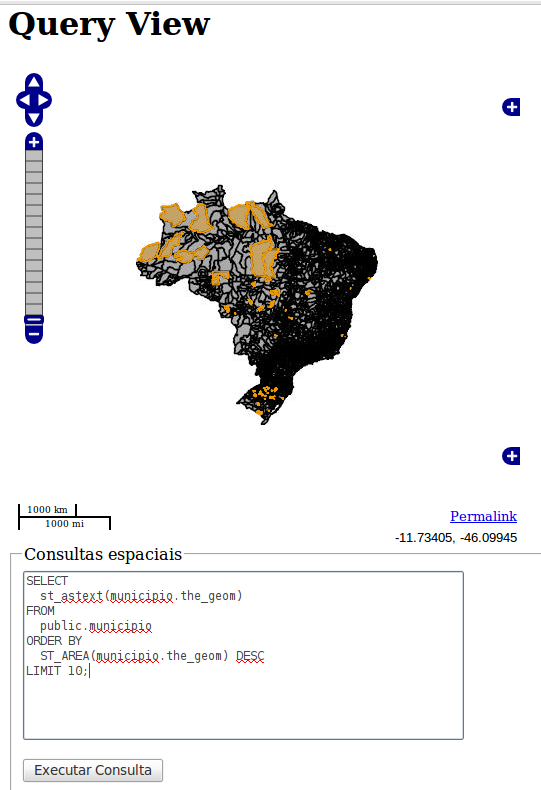 Query View
1000 km
1000 mi
Permalink
-11.73405, -46.09945
Consultas espaciais
SELECT
st_astext(municipio.the_geom)
FROM
public.municipio
ORDER BY
ST_AREA(municipio.the_geom) DESC
LIMIT 10;
Executar Consulta